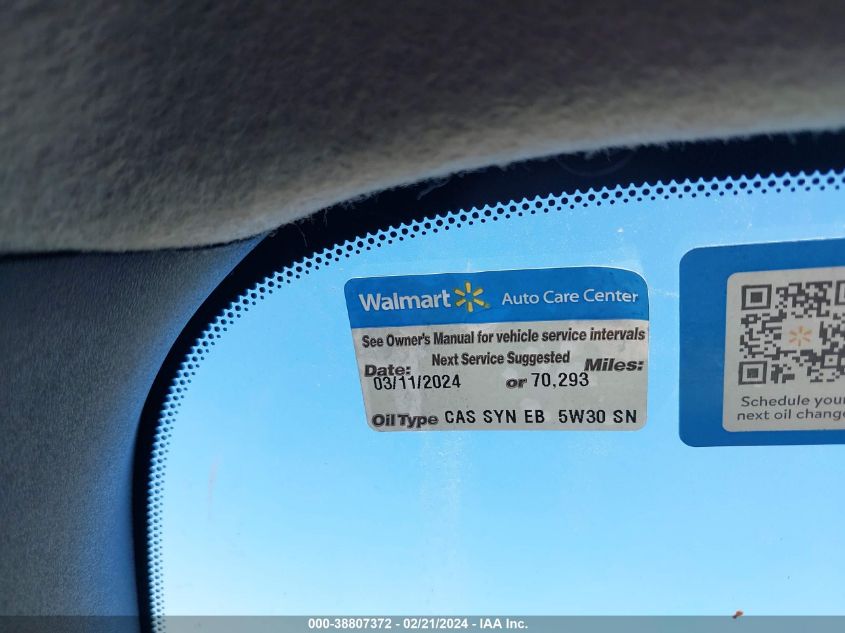 Walmart Auto Care Center
See Owner's Manual for vehicle service intervals
Next Service Suggested
Date: Miles:
03/11/2024 or 70,293
Oil Type CAS SYN EB 5W30 SN
Schedule your
next oil change
000-38807372 - 02/21/2024 - IAA Inc.